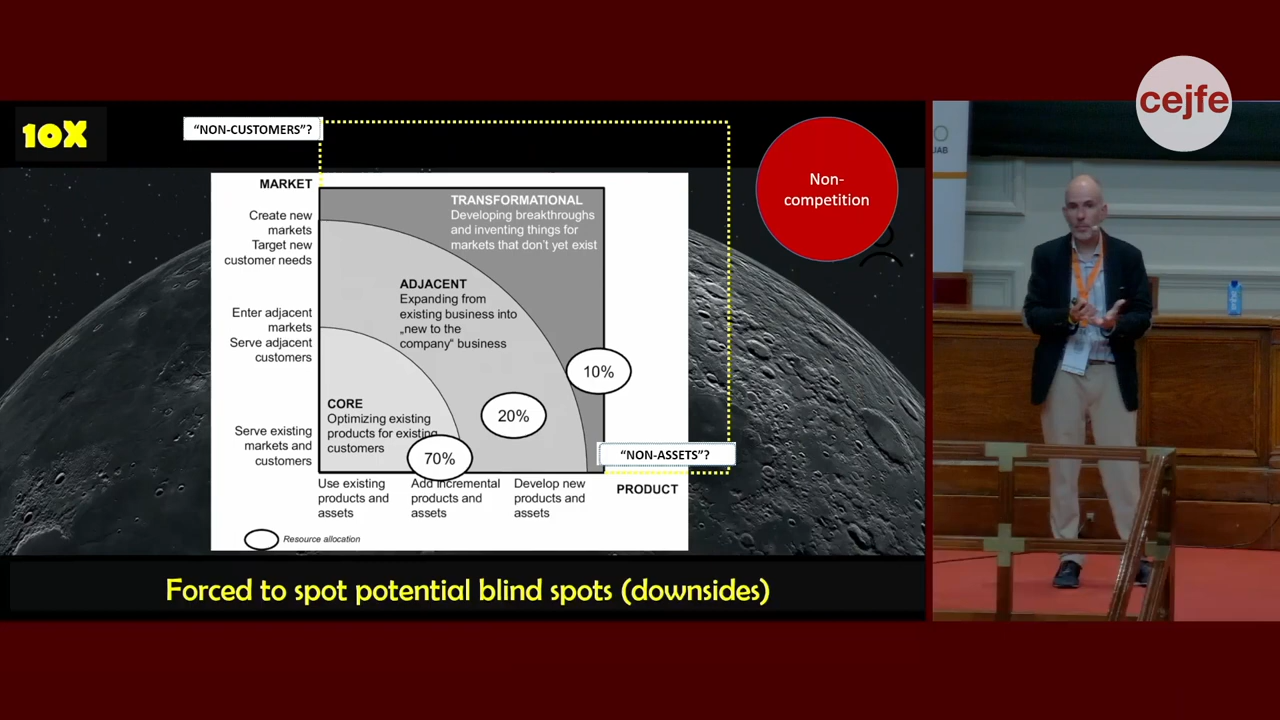 cejfe
10X
"NON-CUSTOMERS"?
Non-
competition
MARKET
Create new
markets
Target new
customer needs
Enter adjacent
markets
Serve adjacent
customers
Serve existing
markets and
customers
TRANSFORMATIONAL
Developing breakthroughs
and inventing things for
markets that don't yet exist
ADJACENT
Expanding from
existing business into
„new to the
company" business
CORE
Optimizing existing
products for existing
customers
10%
20%
70%
"NON-ASSETS"?
Use existing
products and
assets
Add incremental
products and
assets
Develop new
products and
assets
PRODUCT
Resource allocation
Forced to spot potential blind spots (downsides)